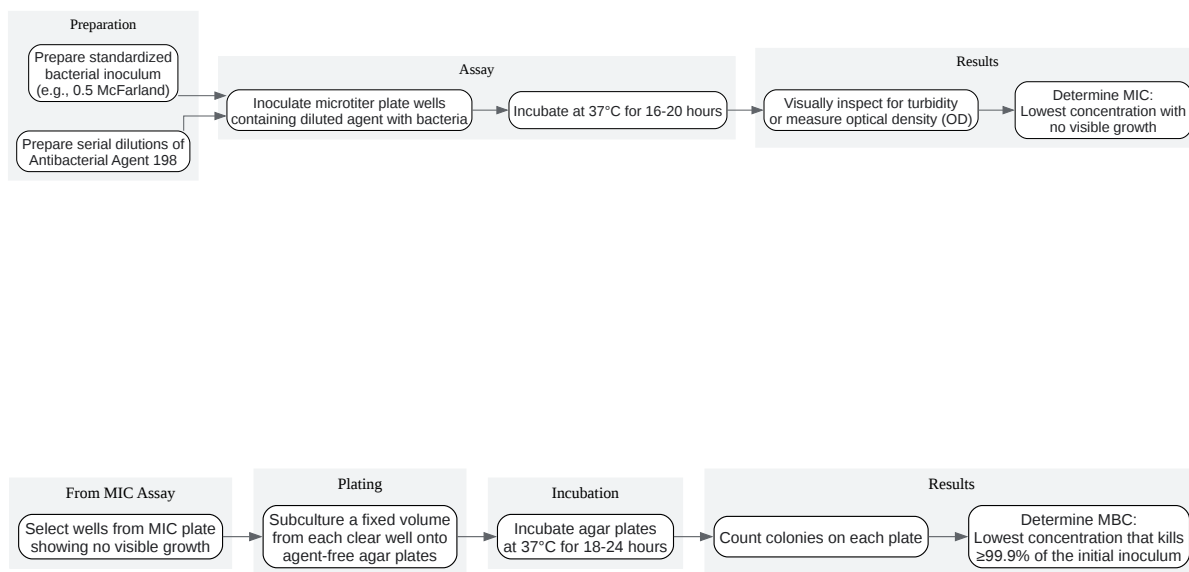 Preparation
Prepare standardized
bacterial inoculum
(e.g., 0.5 McFarland)
Prepare serial dilutions of
Antibacterial Agent 198
Assay
Inoculate microtiter plate wells
containing diluted agent with bacteria
Incubate at 37°C for 16-20 hours
Results
Visually inspect for turbidity
or measure optical density (OD)
Determine MIC:
Lowest concentration with
no visible growth
From MIC Assay
Select wells from MIC plate
showing no visible growth
Plating
Subculture a fixed volume
from each clear well onto
agent-free agar plates
Incubation
Incubate agar plates
at 37°C for 18-24 hours
Results
Count colonies on each plate
Determine MBC:
Lowest concentration that kills
≥99.9% of the initial inoculum